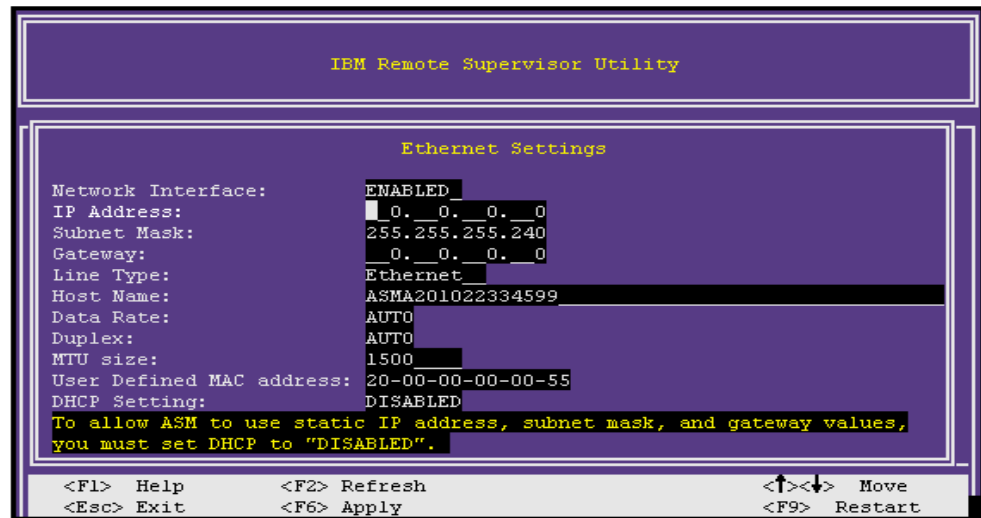 IBM Remote Supervisor Utility
Ethernet Settings
Network Interface: ENABLED_
IP Address: _0.__0.__0.__0
Subnet Mask: 255.255.255.240
Gateway: __0.__0.__0.__0
Line Type: Ethernet__
Host Name: ASMA201022334599
Data Rate: AUTO
Duplex: AUTO
MTU size: 1500____
User Defined MAC address: 20-00-00-00-00-55
DHCP Setting: DISABLED
To allow ASM to use static IP address, subnet mask, and gateway values,
you must set DHCP to "DISABLED".
<F1> Help <F2> Refresh <↑><↓> Move
<Esc> Exit <F6> Apply <F9> Restart